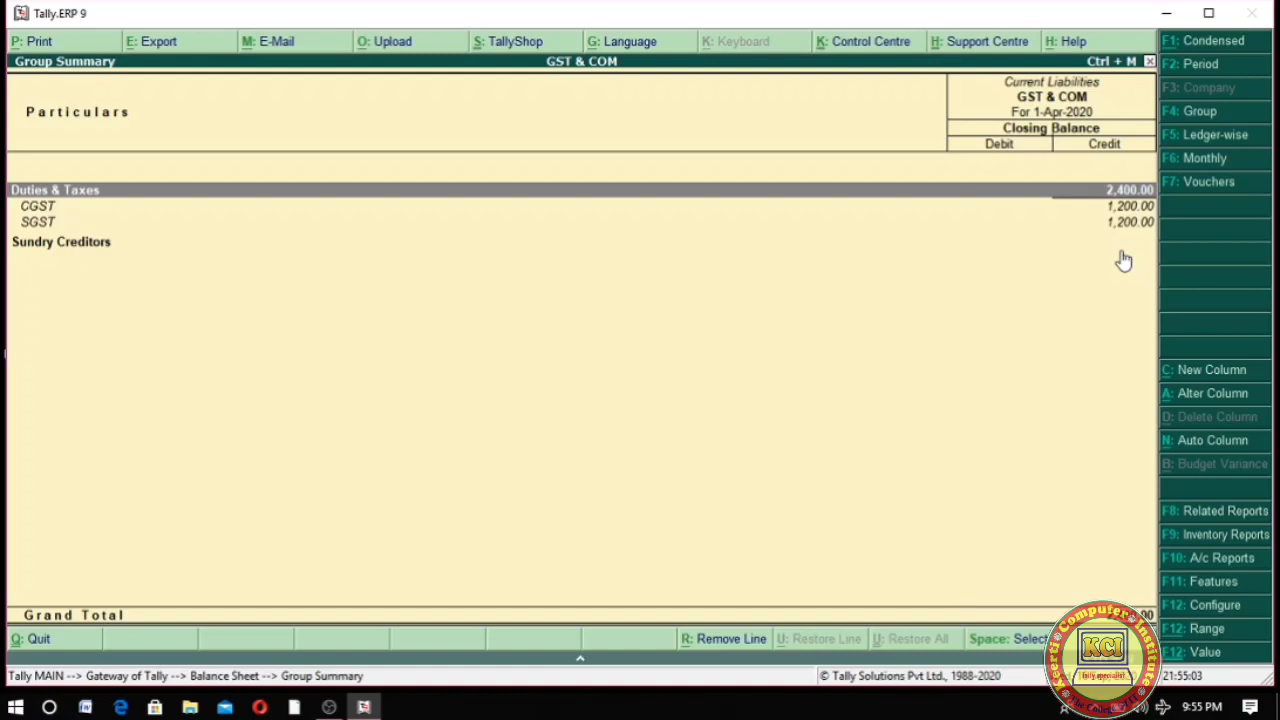 Tally.ERP 9
P: Print E: Export M: E-Mail O: Upload S: TallyShop G: Language K: Keyboard K: Control Centre H: Support Centre H: Help
Group Summary GST & COM Ctrl + M
Particulars
Current Liabilities
GST & COM
For 1-Apr-2020
Closing Balance
Debit Credit
Duties & Taxes 2,400.00
CGST 1,200.00
SGST 1,200.00
Sundry Creditors
Grand Total
F1: Condensed
F2: Period
F3: Company
F4: Group
F5: Ledger-wise
F6: Monthly
F7: Vouchers
C: New Column
A: Alter Column
D: Delete Column
N: Auto Column
B: Budget Variance
F8: Related Reports
F9: Inventory Reports
F10: A/c Reports
F11: Features
F12: Configure
F12: Range
F12: Value
Q: Quit R: Remove Line U: Restore Line U: Restore All Space: Select
Tally MAIN --> Gateway of Tally --> Balance Sheet --> Group Summary © Tally Solutions Pvt Ltd., 1988-2020 21:55:03
Keerti Computer Institute
KCI
9:55 PM